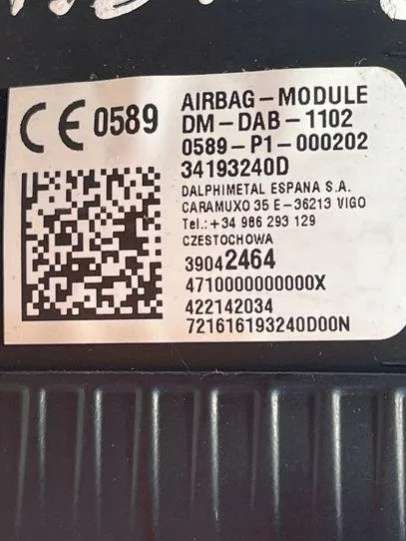 CE 0589
AIRBAG-MODULE
DM-DAB-1102
0589-P1-000202
34193240D
DALPHIMETAL ESPANA S.A.
CARAMUXO 35 E-36213 VIGO
Tel.:+34 986 293 129
CZESTOCHOWA
39042464
4710000000000X
422142034
721616193240D00N